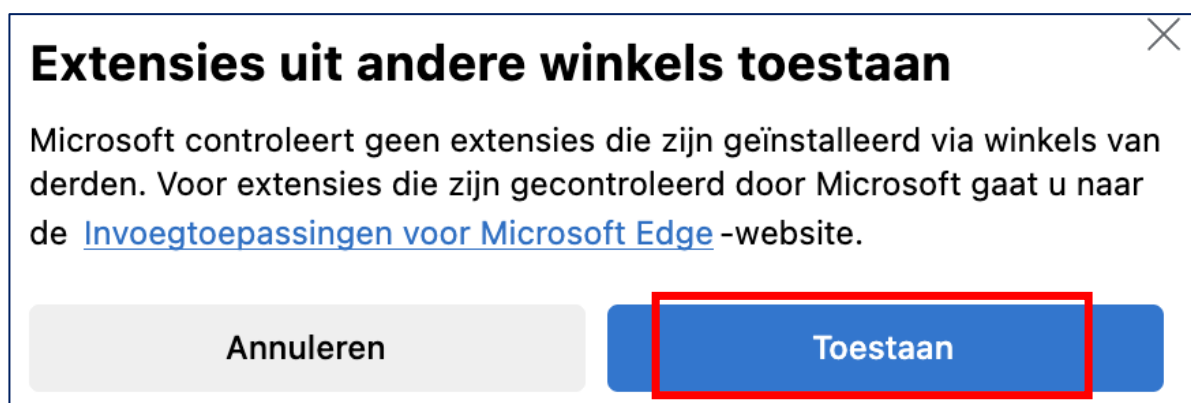 Extensies uit andere winkels toestaan
Microsoft controleert geen extensies die zijn geïnstalleerd via winkels van
derden. Voor extensies die zijn gecontroleerd door Microsoft gaat u naar
de Invoegtoepassingen voor Microsoft Edge -website.
Annuleren
Toestaan